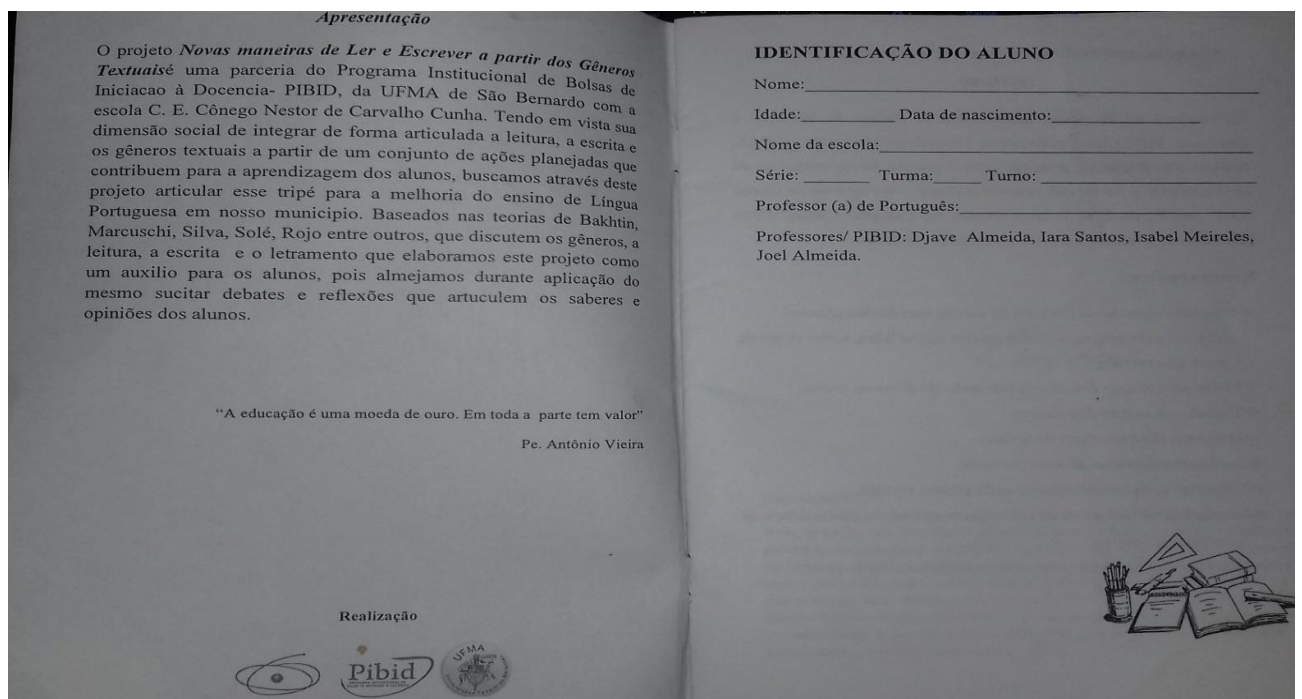 Apresentação
O projeto Novas maneiras de Ler e Escrever a partir dos Gêneros
Textuaisé uma parceria do Programa Institucional de Bolsas de
Iniciacao à Docencia- PIBID, da UFMA de São Bernardo com a
escola C. E. Cônego Nestor de Carvalho Cunha. Tendo em vista sua
dimensão social de integrar de forma articulada a leitura, a escrita e
os gêneros textuais a partir de um conjunto de ações planejadas que
contribuem para a aprendizagem dos alunos, buscamos através deste
projeto articular esse tripé para a melhoria do ensino de Língua
Portuguesa em nosso municipio. Baseados nas teorias de Bakhtin,
Marcuschi, Silva, Solé, Rojo entre outros, que discutem os gêneros, a
leitura, a escrita e o letramento que elaboramos este projeto como
um auxilio para os alunos, pois almejamos durante aplicação do
mesmo sucitar debates e reflexões que artuculem os saberes e
opiniões dos alunos.
“A educação é uma moeda de ouro. Em toda a parte tem valor”
Pe. Antônio Vieira
Realização
Pibid
UFMA
IDENTIFICAÇÃO DO ALUNO
Nome:
Idade: Data de nascimento:
Nome da escola:
Série: Turma: Turno:
Professor (a) de Português:
Professores/ PIBID: Djave Almeida, Iara Santos, Isabel Meireles,
Joel Almeida.